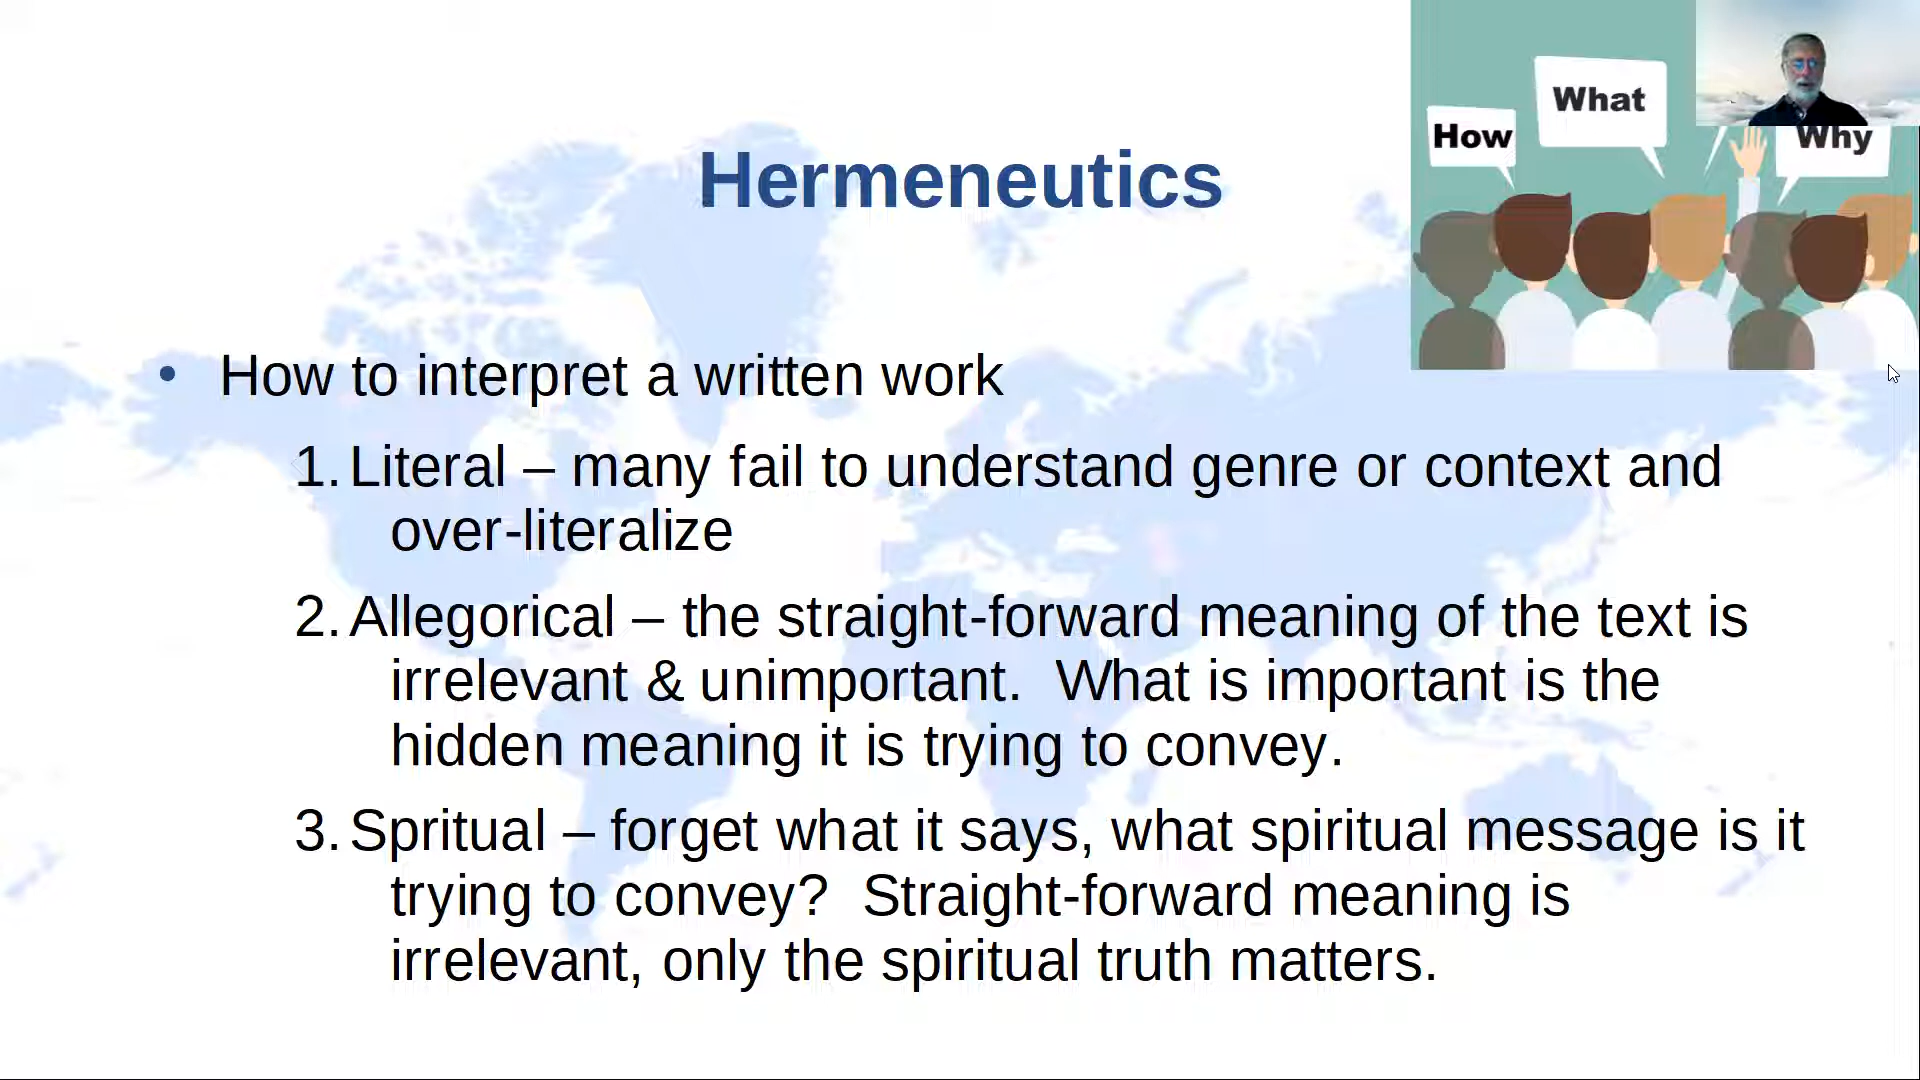 What
How
Why
Hermeneutics
• How to interpret a written work
1. Literal – many fail to understand genre or context and
over-literalize
2. Allegorical – the straight-forward meaning of the text is
irrelevant & unimportant.  What is important is the
hidden meaning it is trying to convey.
3. Spritual – forget what it says, what spiritual message is it
trying to convey?  Straight-forward meaning is
irrelevant, only the spiritual truth matters.